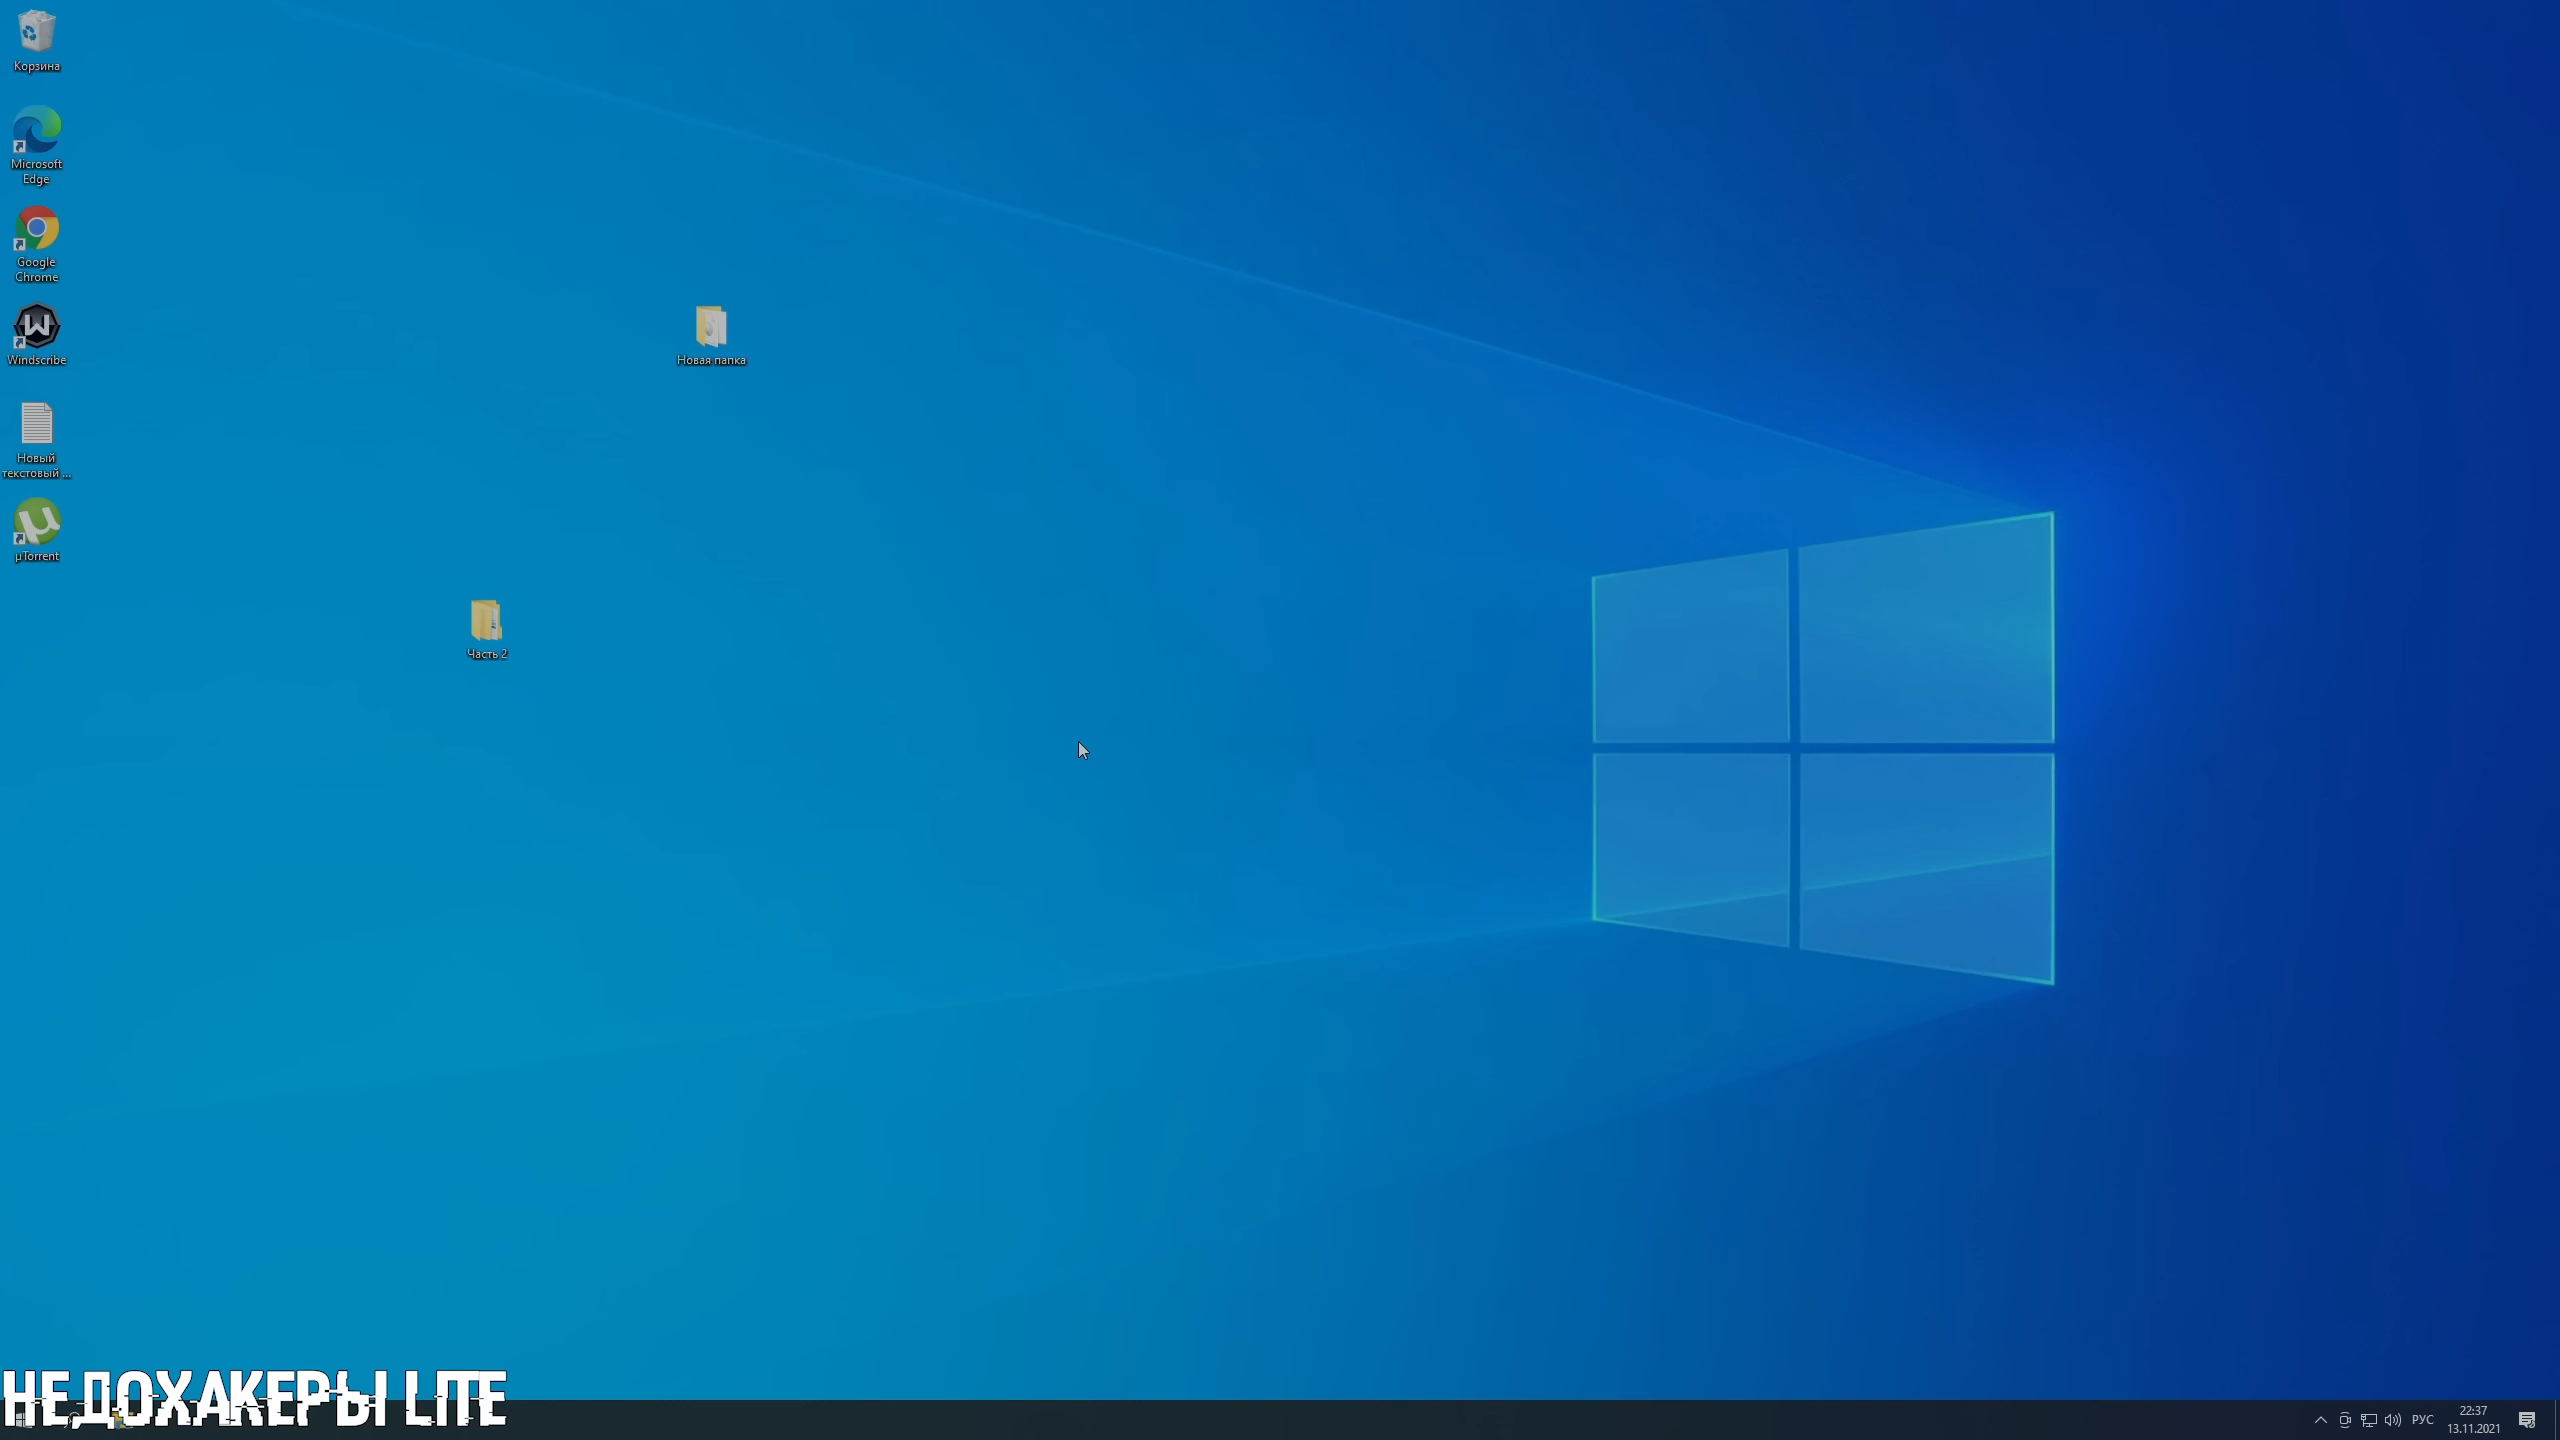 Корзина
Microsoft
Edge
Google
Chrome
Windscribe
Новый
текстовый ...
µTorrent
Новая папка
Часть 2
НЕДОХАКЕРЫ LITE
РУС
22:37
13.11.2021